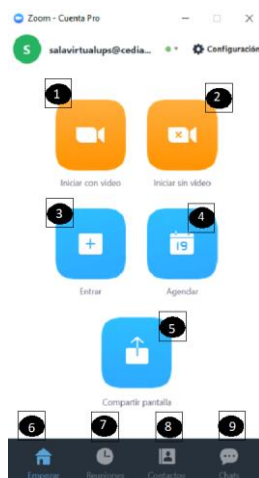 Zoom - Cuenta Pro
S salavirtualups@cedia... Configuración
1 2
Iniciar con video Iniciar sin video
3 4
19
Entrar Agendar
5
Compartir pantalla
6 7 8 9
Empezar Reuniones Contactos Chats